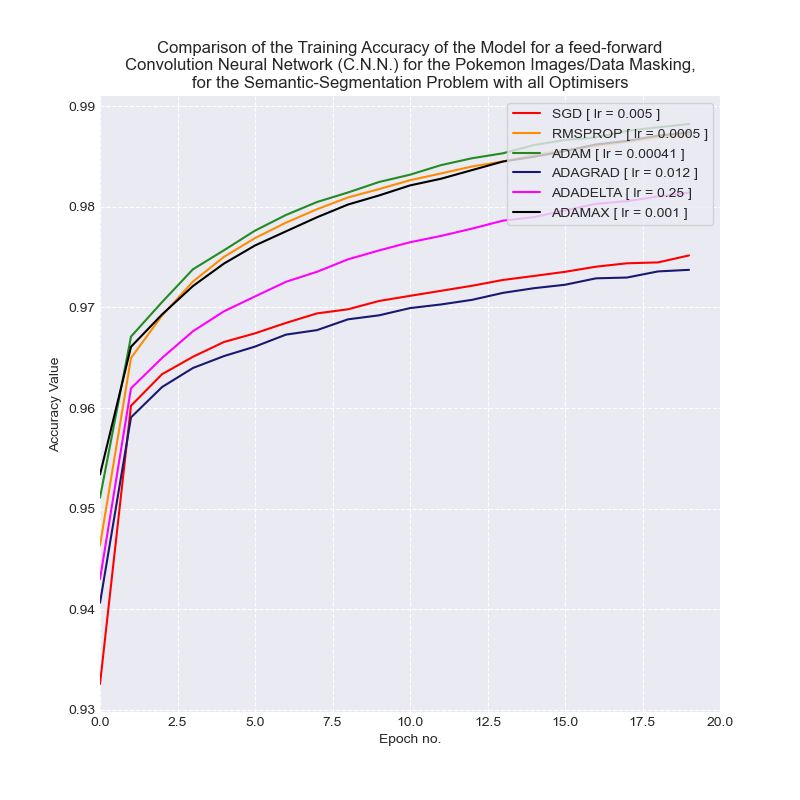 Comparison of the Training Accuracy of the Model for a feed-forward
Convolution Neural Network (C.N.N.) for the Pokemon Images/Data Masking,
for the Semantic-Segmentation Problem with all Optimisers
SGD [ lr = 0.005 ]
RMSPROP [ lr = 0.0005 ]
ADAM [ lr = 0.00041 ]
ADAGRAD [ lr = 0.012 ]
ADADELTA [ lr = 0.25 ]
ADAMAX [ lr = 0.001 ]
0.99
0.98
0.97
0.96
0.95
0.94
0.93
Accuracy Value
0.0 2.5 5.0 7.5 10.0 12.5 15.0 17.5 20.0
Epoch no.